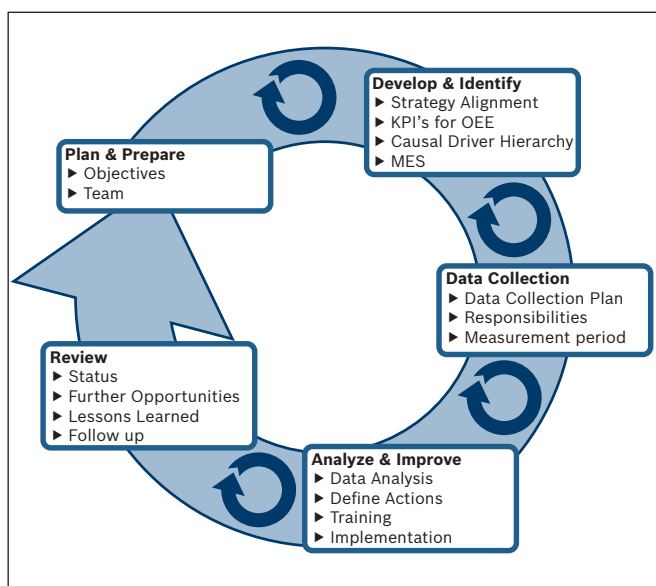 Plan & Prepare
▶ Objectives
▶ Team
Develop & Identify
▶ Strategy Alignment
▶ KPI's for OEE
▶ Causal Driver Hierarchy
▶ MES
Data Collection
▶ Data Collection Plan
▶ Responsibilities
▶ Measurement period
Analyze & Improve
▶ Data Analysis
▶ Define Actions
▶ Training
▶ Implementation
Review
▶ Status
▶ Further Opportunities
▶ Lessons Learned
▶ Follow up